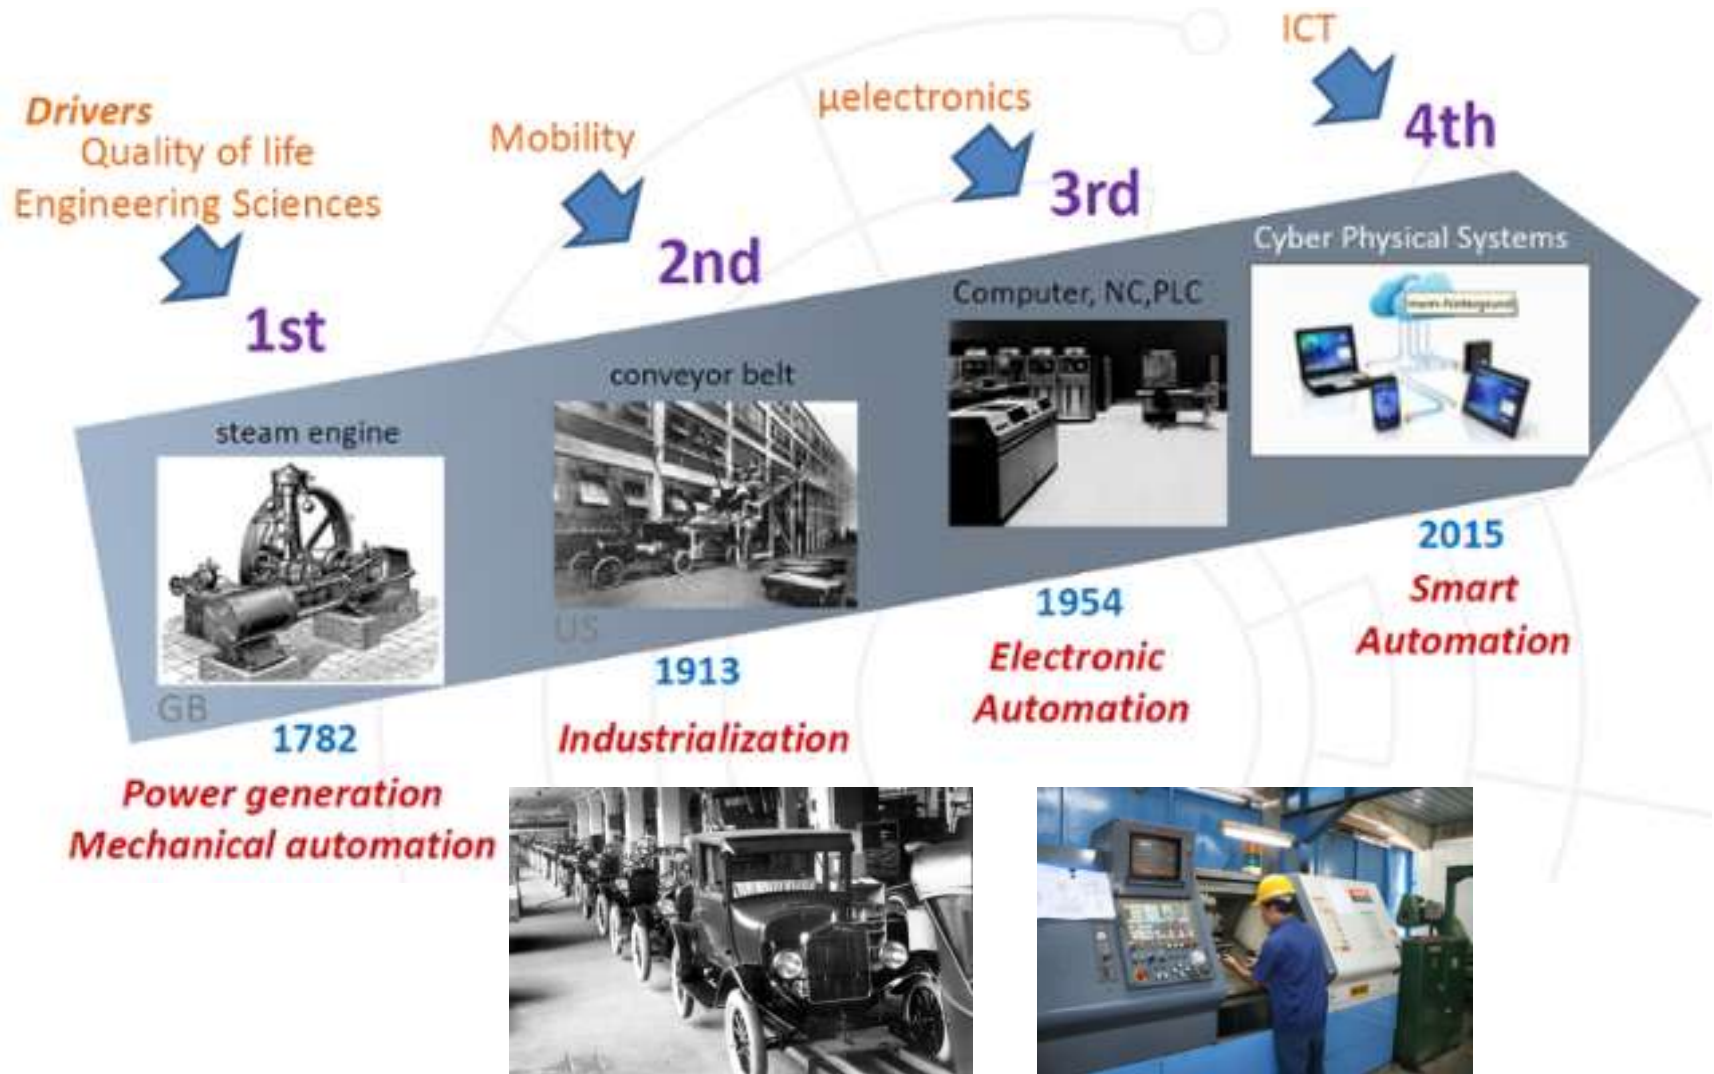 Drivers
Quality of life
Engineering Sciences
1st
steam engine
GB
1782
Power generation
Mechanical automation
Mobility
2nd
conveyor belt
US
1913
Industrialization
µelectronics
3rd
Computer, NC,PLC
1954
Electronic
Automation
ICT
4th
Cyber Physical Systems
2015
Smart
Automation